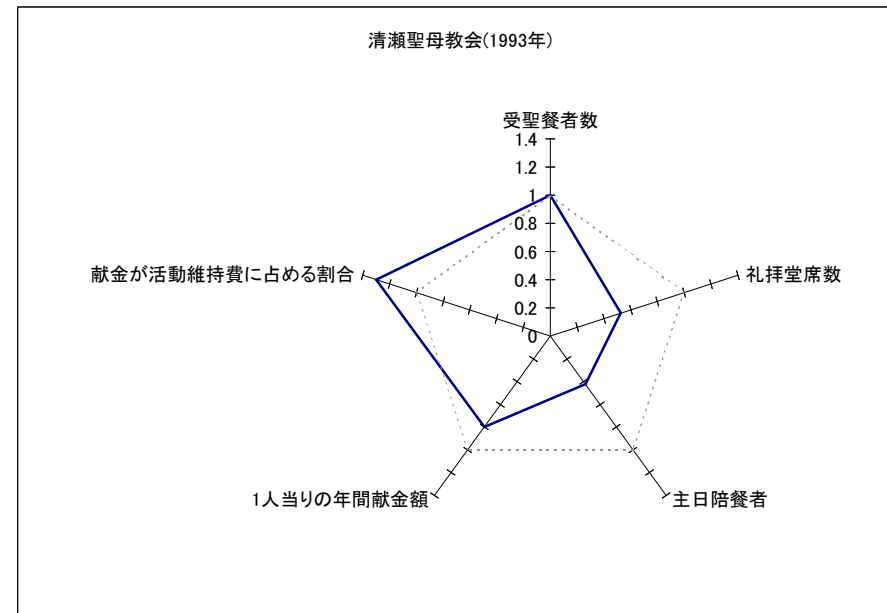 清瀬聖母教会(1993年)
受聖餐者数
1.4
1.2
1
0.8
0.6
0.4
0.2
0
献金が活動維持費に占める割合
礼拝堂席数
1人当りの年間献金額
主日陪餐者